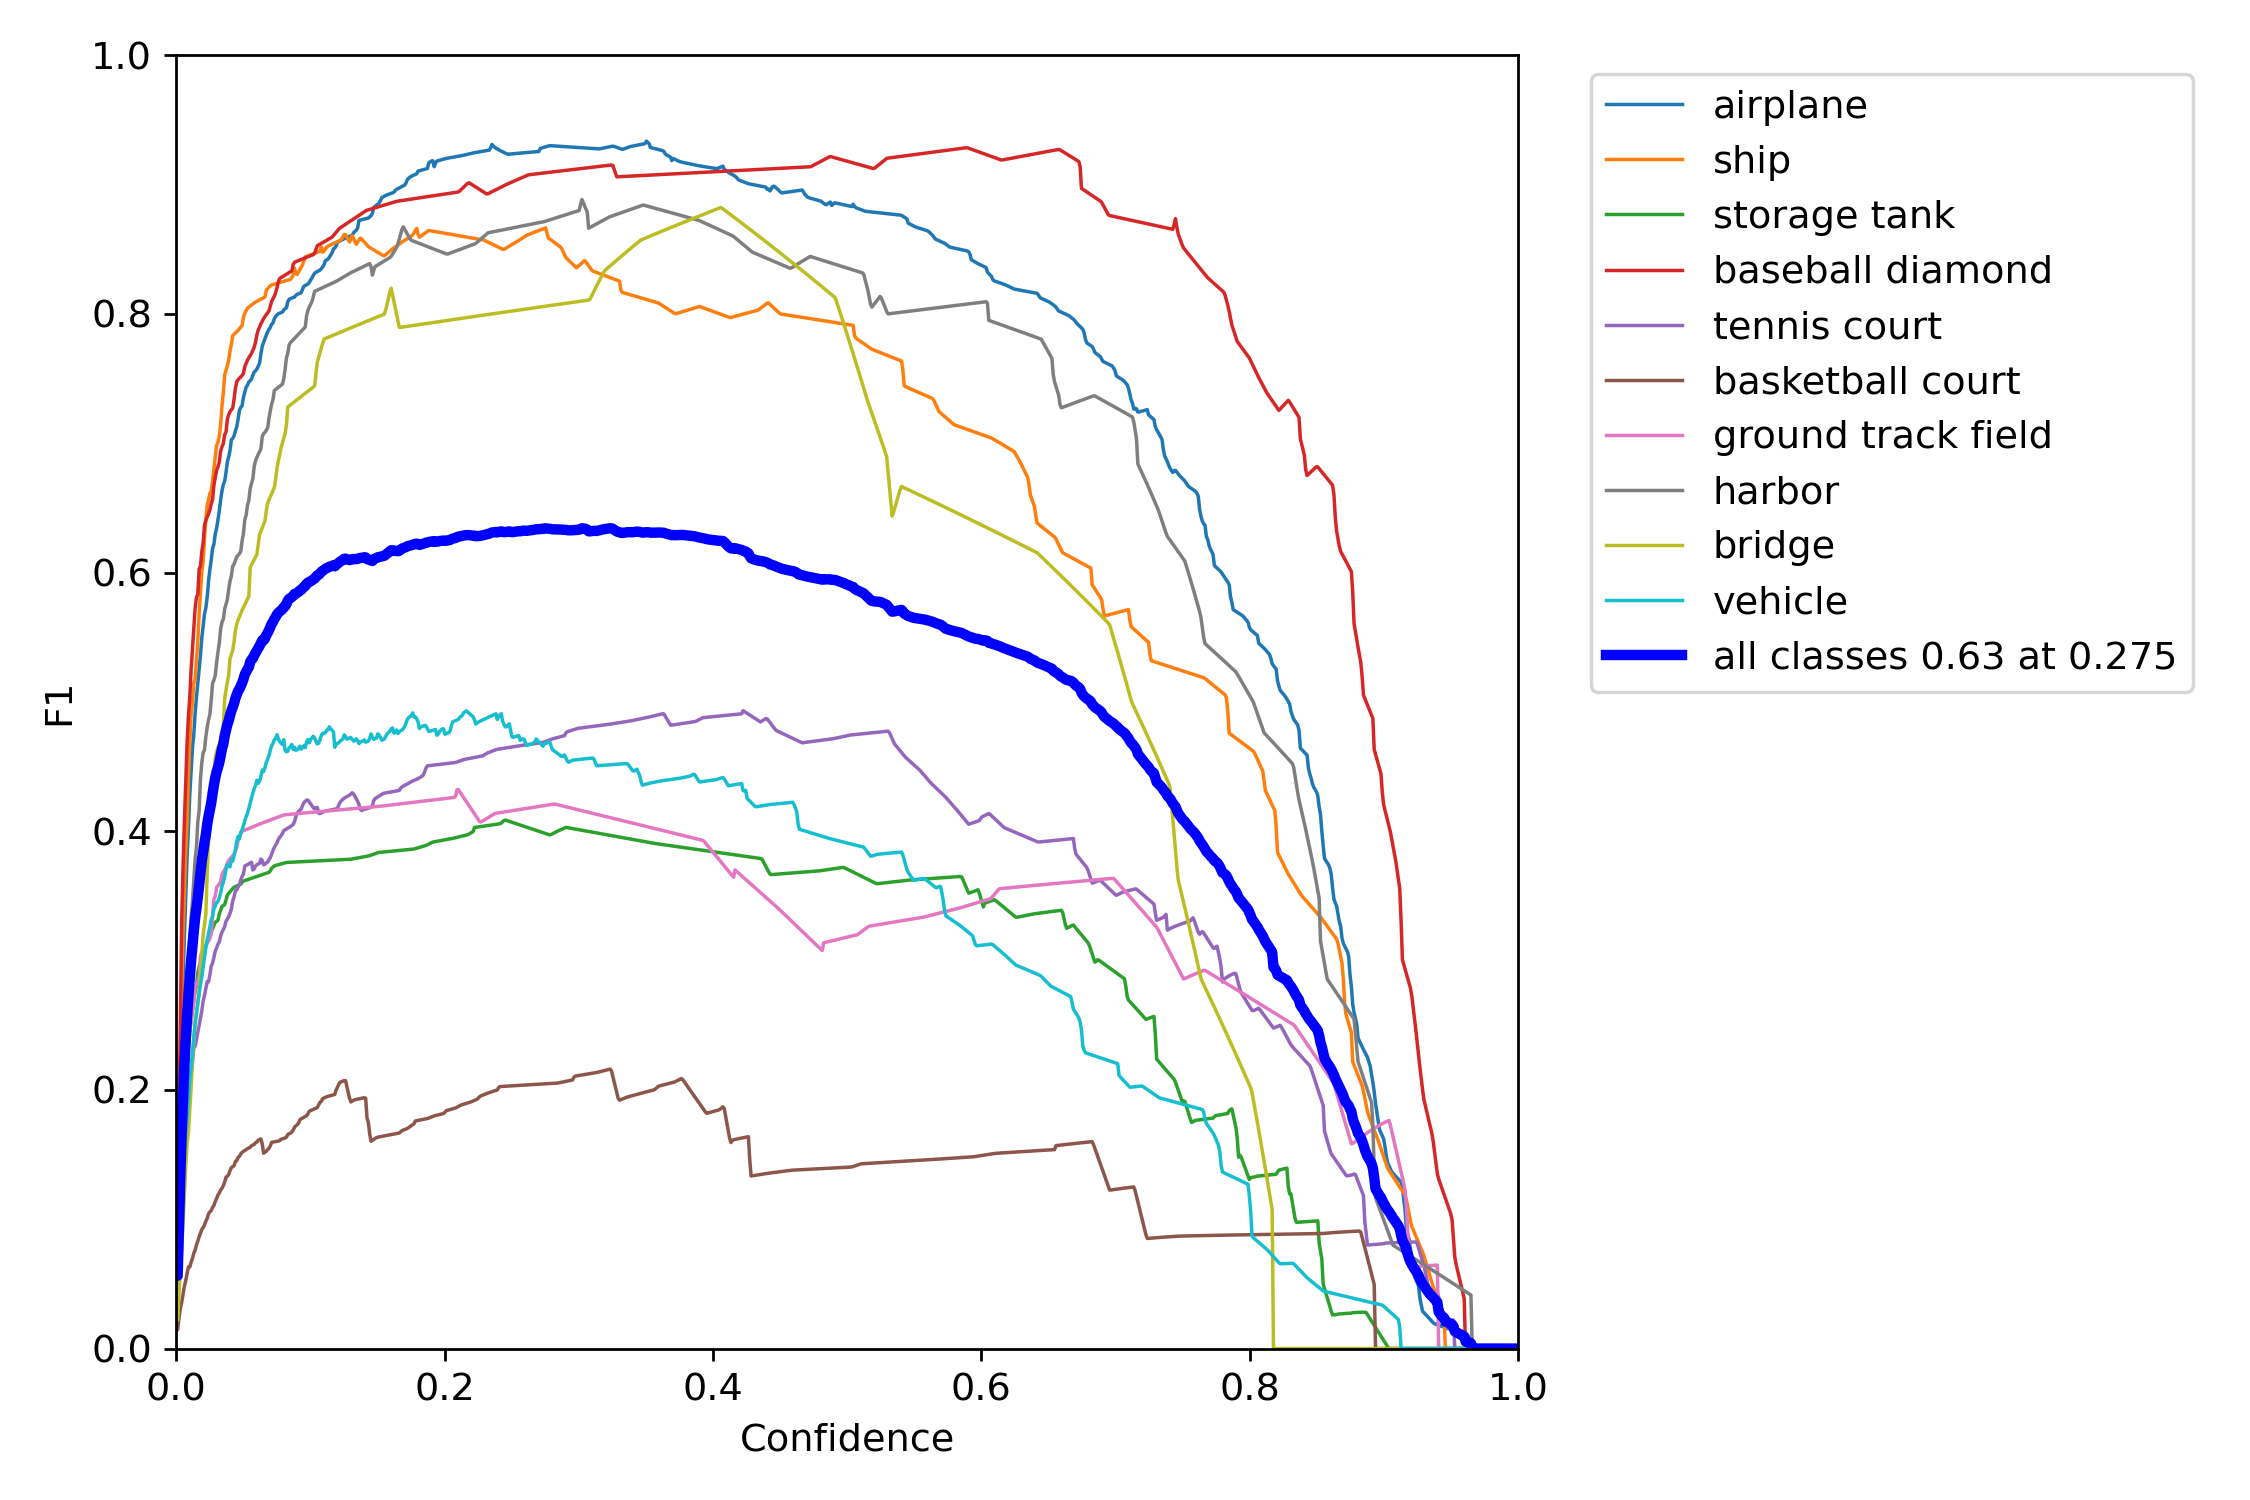 1.0
0.8
0.6
0.4
0.2
0.0
F1
0.0 0.2 0.4 0.6 0.8 1.0
Confidence
airplane
ship
storage tank
baseball diamond
tennis court
basketball court
ground track field
harbor
bridge
vehicle
all classes 0.63 at 0.275